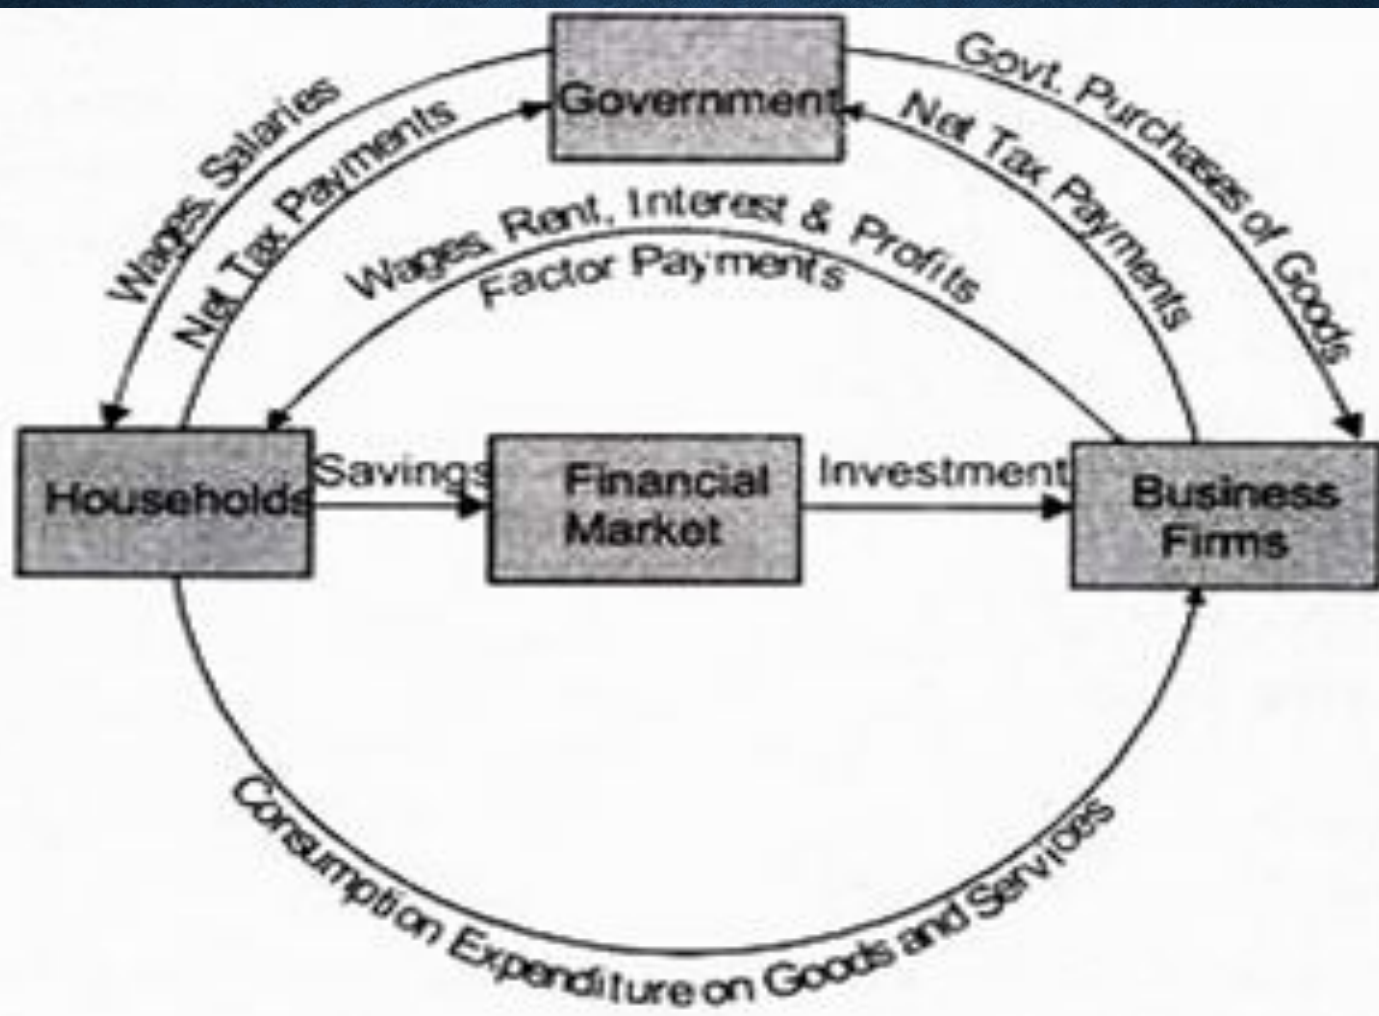 Government
Wages, Salaries
Net Tax Payments
Govt. Purchases of Goods
Net Tax Payments
Wages, Rent, Interest & Profits
Factor Payments
Households
Savings
Financial
Market
Investment
Business
Firms
Consumption Expenditure on Goods and Services